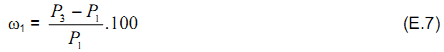 ω₁ = (P₃ − P₁)/P₁ .100 (E.7)